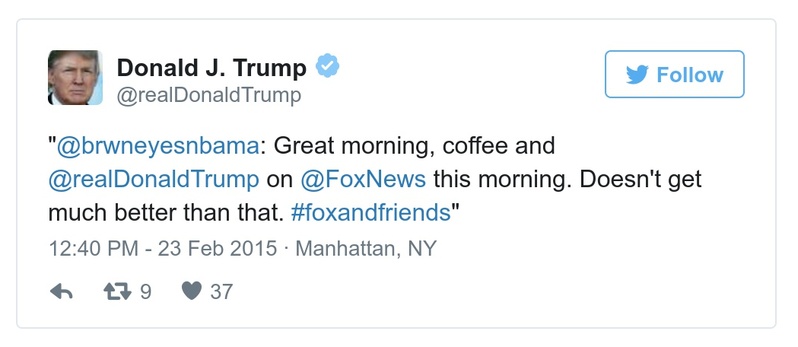 Donald J. Trump
@realDonaldTrump
Follow
"@brwneyesnbama: Great morning, coffee and
@realDonaldTrump on @FoxNews this morning. Doesn't get
much better than that. #foxandfriends"
12:40 PM - 23 Feb 2015 · Manhattan, NY
9 37